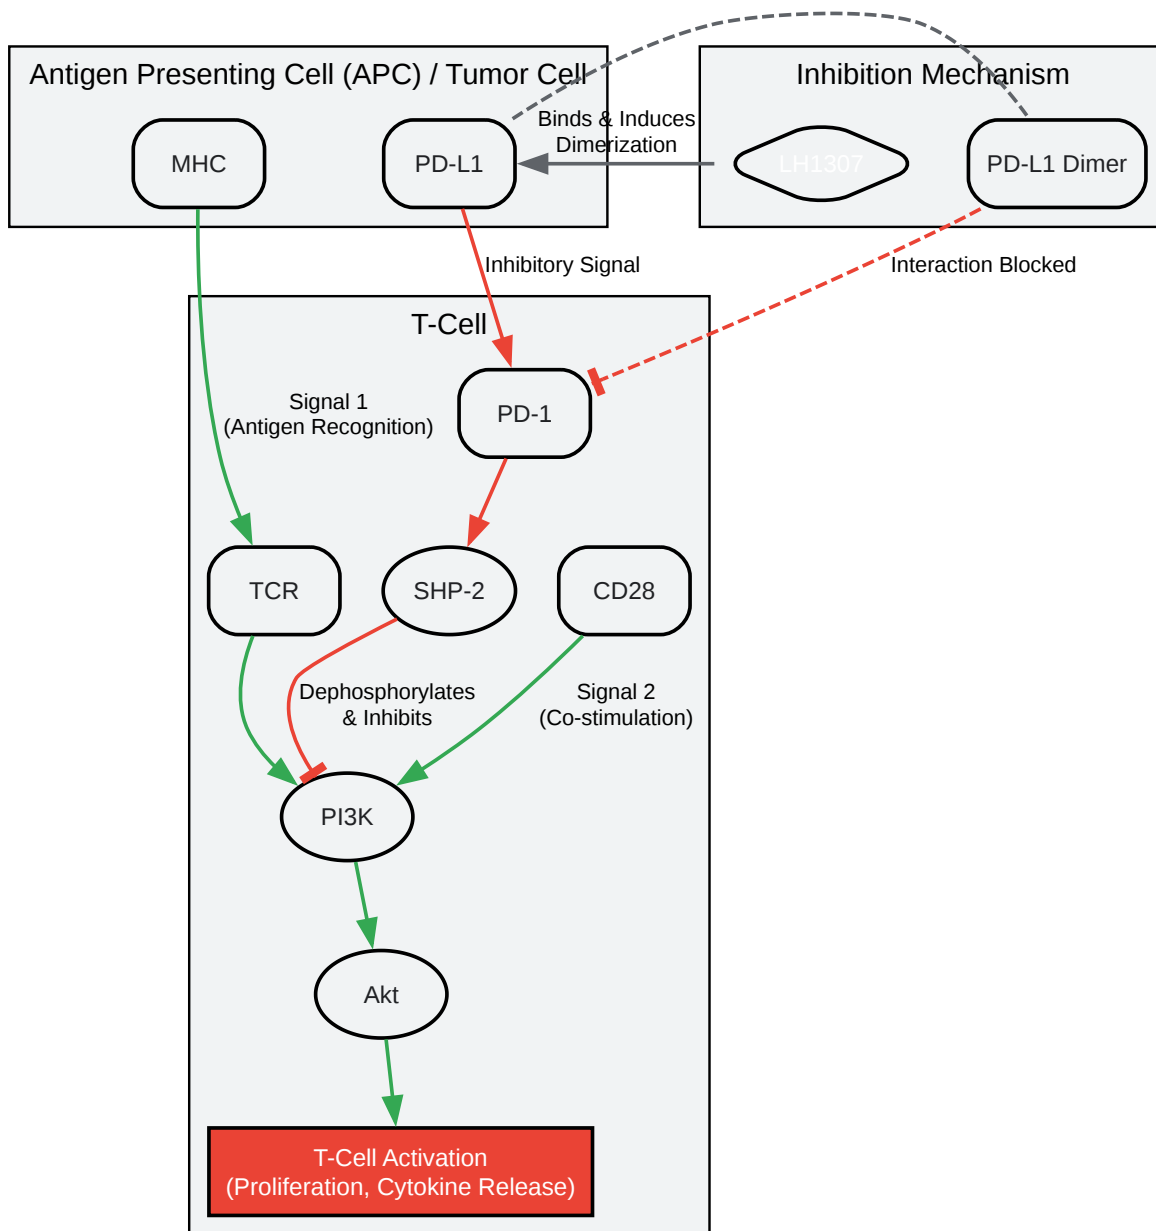 Antigen Presenting Cell (APC) / Tumor Cell
Inhibition Mechanism
Binds & Induces
Dimerization
MHC
PD-L1
LH1307
PD-L1 Dimer
Inhibitory Signal
Interaction Blocked
T-Cell
Signal 1
(Antigen Recognition)
PD-1
TCR
SHP-2
CD28
Dephosphorylates
& Inhibits
Signal 2
(Co-stimulation)
PI3K
Akt
T-Cell Activation
(Proliferation, Cytokine Release)